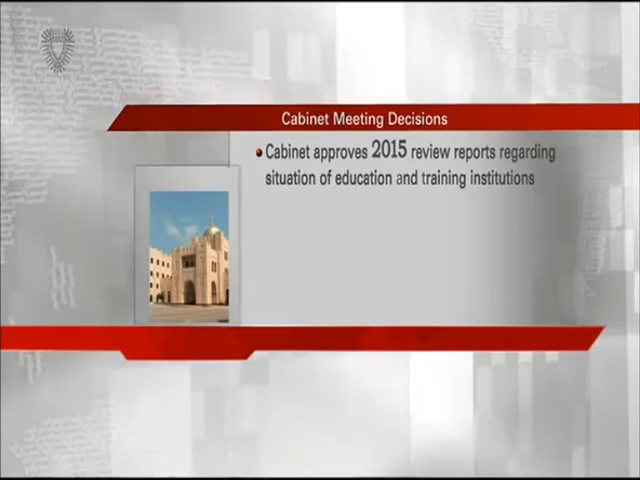 Cabinet Meeting Decisions
Cabinet approves 2015 review reports regarding
situation of education and training institutions